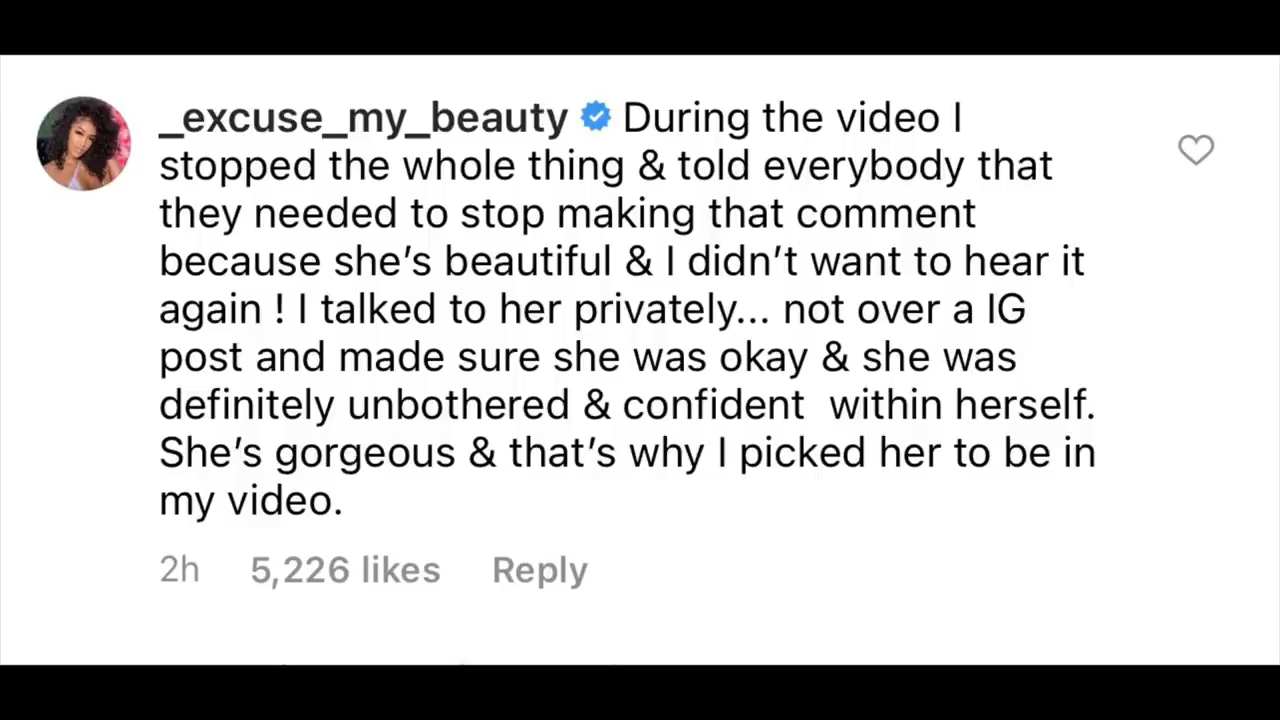 _excuse_my_beauty During the video I
stopped the whole thing & told everybody that
they needed to stop making that comment
because she’s beautiful & I didn’t want to hear it
again ! I talked to her privately... not over a IG
post and made sure she was okay & she was
definitely unbothered & confident  within herself.
She’s gorgeous & that’s why I picked her to be in
my video.
2h 5,226 likes Reply